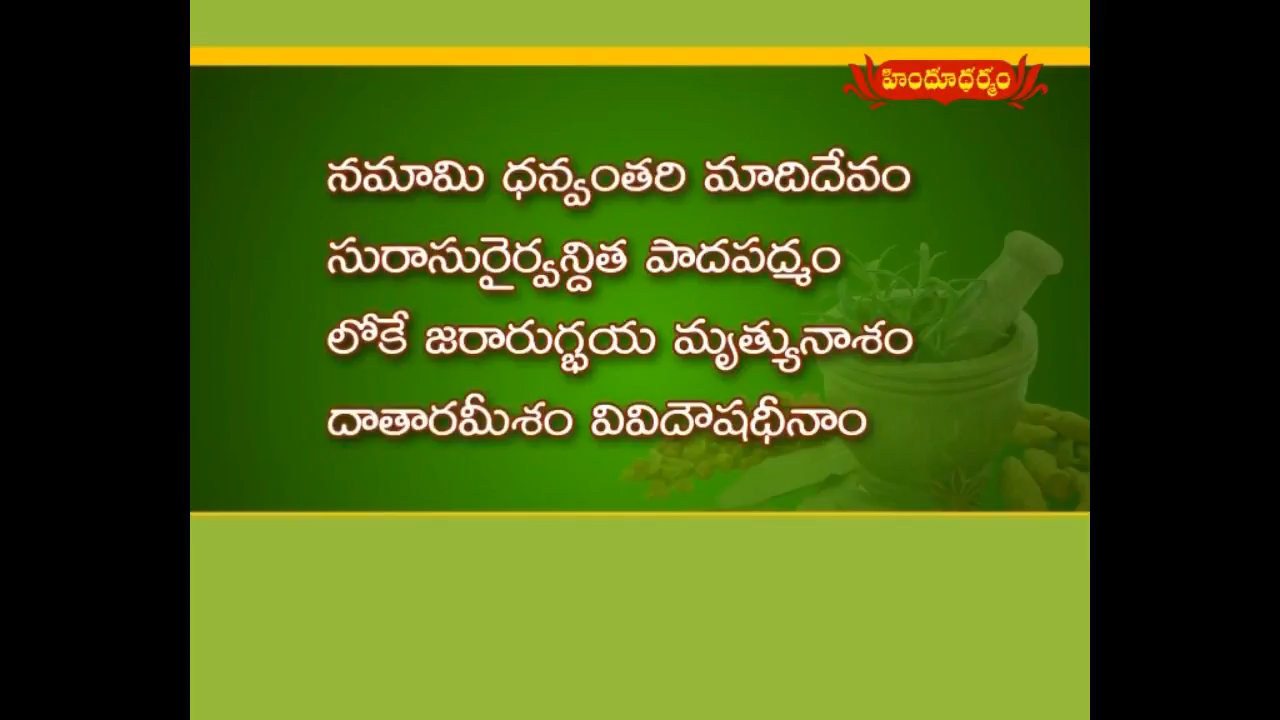 హిందూధర్మం
నమామి ధన్వంతరి మాదిదేవం
సురాసురైర్వన్దిత పాదపద్మం
లోకే జరారుగ్భయ మృత్యునాశం
దాతారమీశం వివిదౌషధీనాం